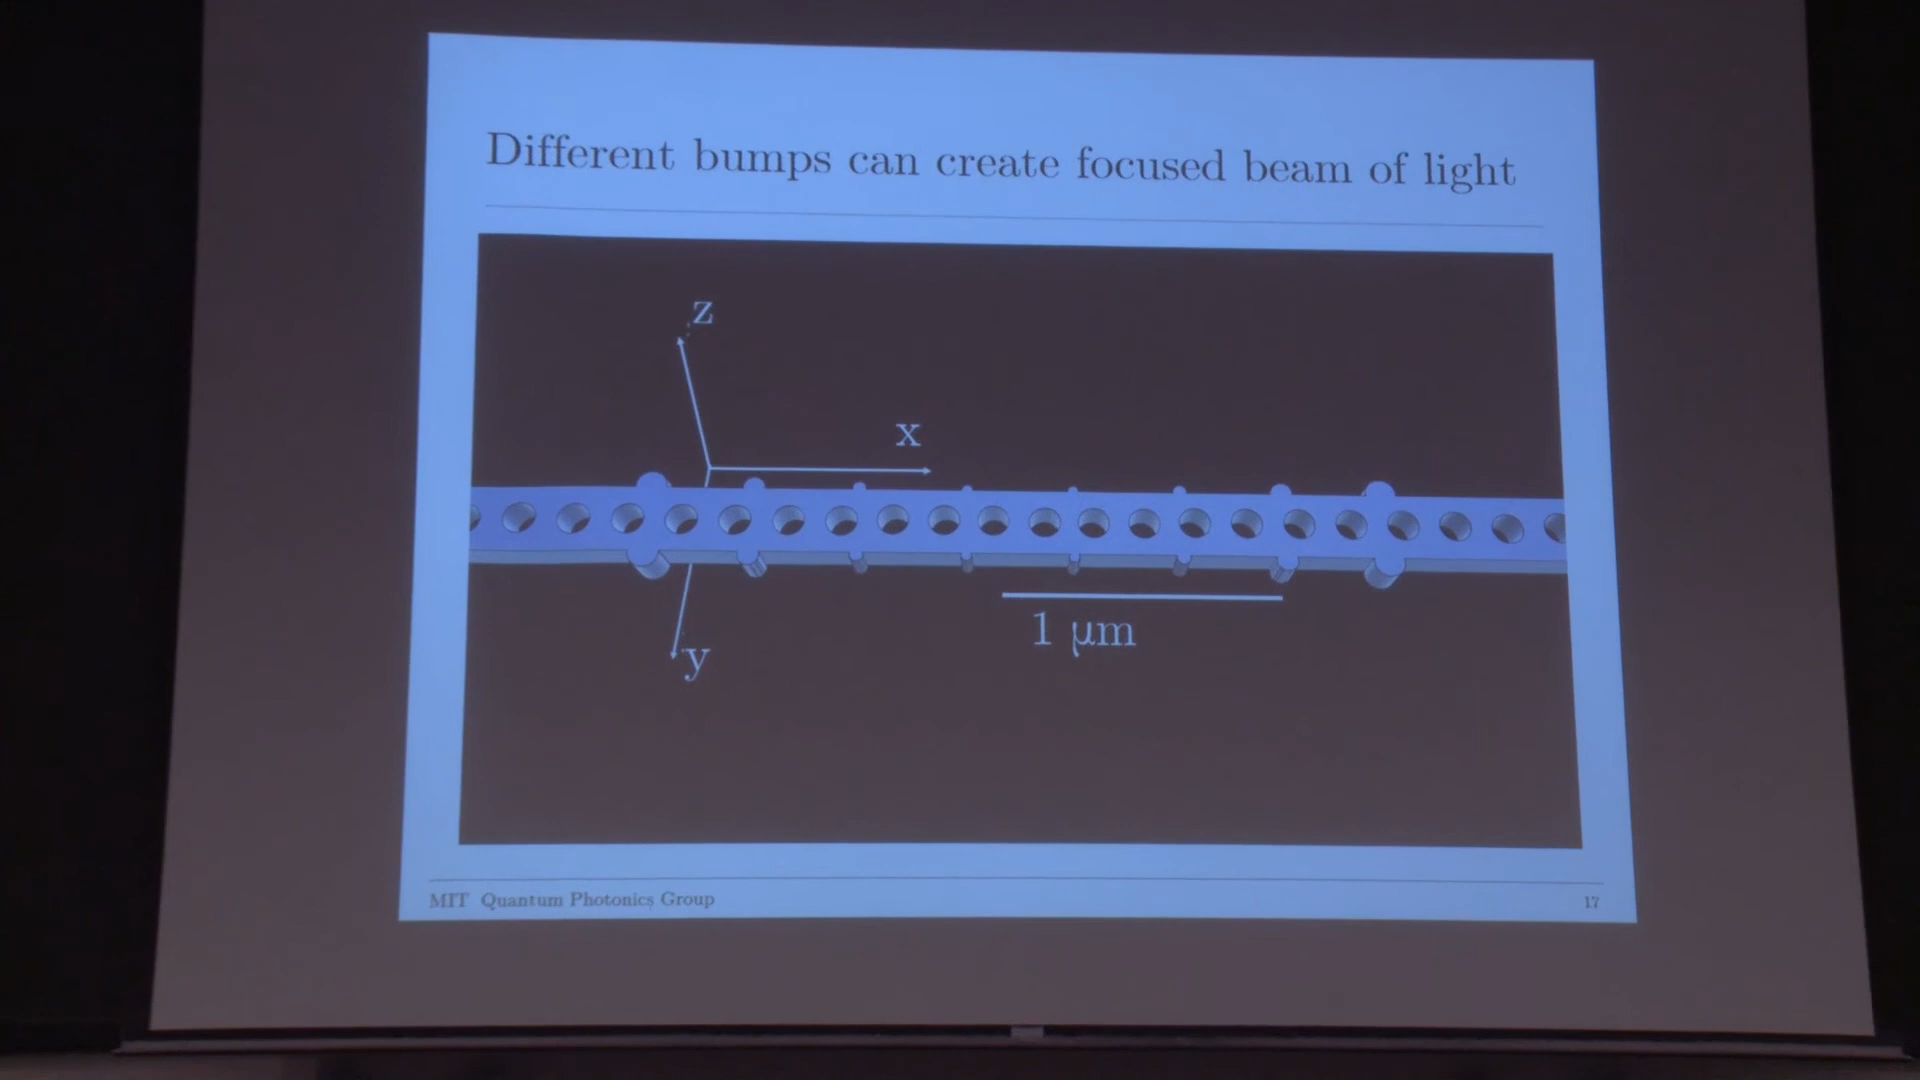 Different bumps can create focused beam of light
z
x
1 µm
y
MIT Quantum Photonics Group
17